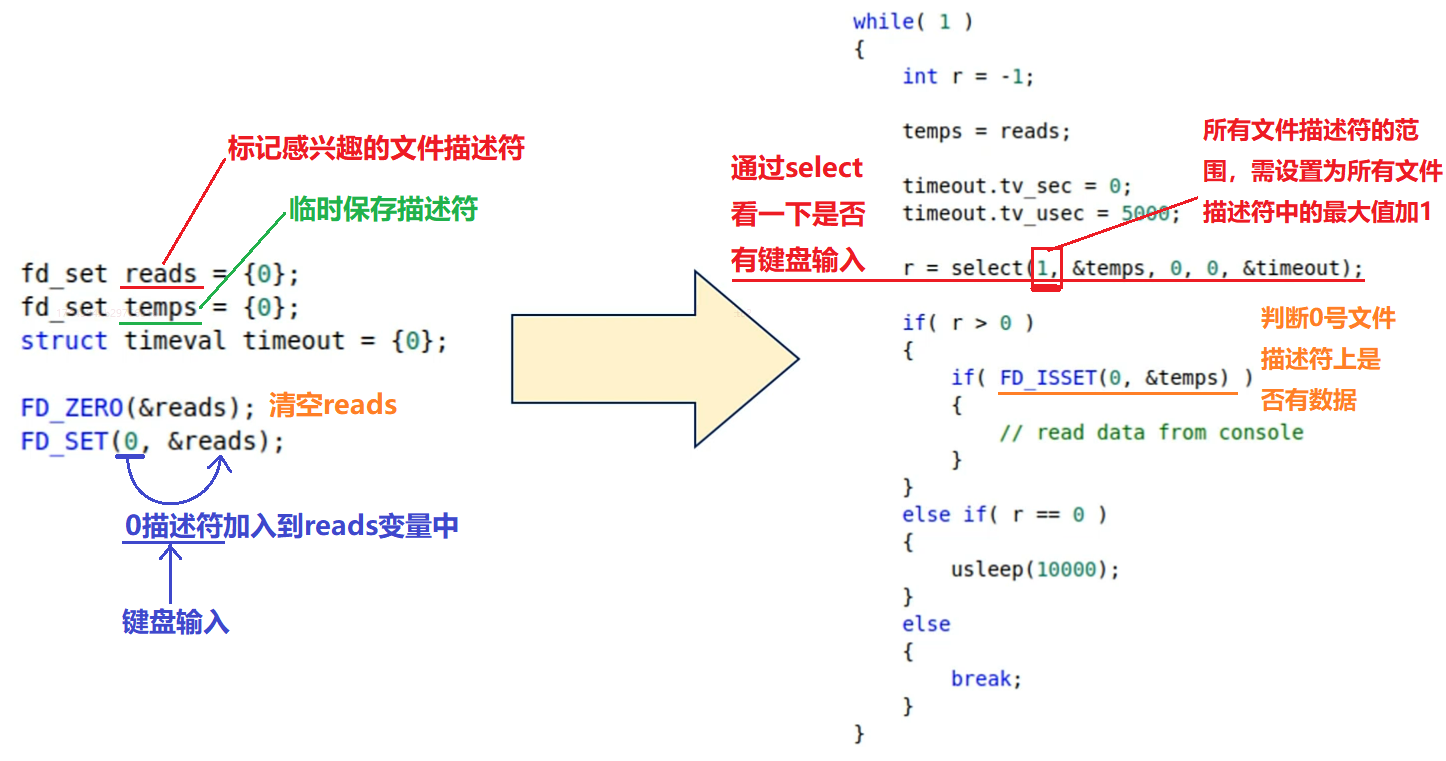 标记感兴趣的文件描述符
临时保存描述符
fd_set reads = {0};
fd_set temps = {0};
struct timeval timeout = {0};
FD_ZERO(&reads); 清空reads
FD_SET(0, &reads);
0描述符加入到reads变量中
键盘输入
while( 1 )
{
int r = -1;
temps = reads;
timeout.tv_sec = 0;
timeout.tv_usec = 5000;
通过select
看一下是否
有键盘输入
所有文件描述符的范
围，需设置为所有文件
描述符中的最大值加1
r = select(1, &temps, 0, 0, &timeout);
if( r > 0 )
{
if( FD_ISSET(0, &temps) )
{
// read data from console
}
}
判断0号文件
描述符上是
否有数据
else if( r == 0 )
{
usleep(10000);
}
else
{
break;
}
}